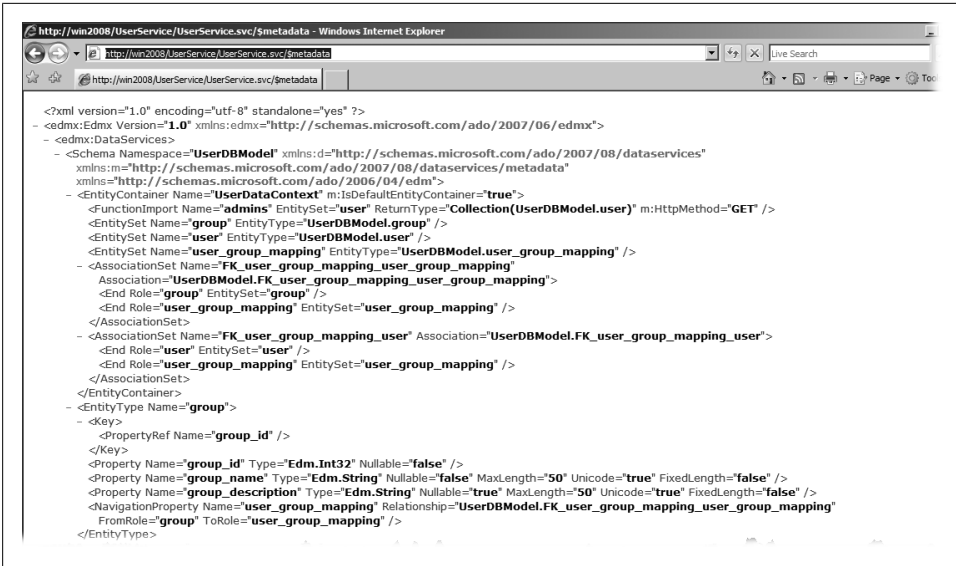 http://win2008/UserService/UserService.svc/$metadata - Windows Internet Explorer
http://win2008/UserService/UserService.svc/$metadata
Live Search
http://win2008/UserService/UserService.svc/$metadata
Page
Too
<?xml version="1.0" encoding="utf-8" standalone="yes" ?>
- <edmx:Edmx Version="1.0" xmlns:edmx="http://schemas.microsoft.com/ado/2007/06/edmx">
- <edmx:DataServices>
- <Schema Namespace="UserDBModel" xmlns:d="http://schemas.microsoft.com/ado/2007/08/dataservices"
xmlns:m="http://schemas.microsoft.com/ado/2007/08/dataservices/metadata"
xmlns="http://schemas.microsoft.com/ado/2006/04/edm">
- <EntityContainer Name="UserDataContext" m:IsDefaultEntityContainer="true">
<FunctionImport Name="admins" EntitySet="user" ReturnType="Collection(UserDBModel.user)" m:HttpMethod="GET" />
<EntitySet Name="group" EntityType="UserDBModel.group" />
<EntitySet Name="user" EntityType="UserDBModel.user" />
<EntitySet Name="user_group_mapping" EntityType="UserDBModel.user_group_mapping" />
- <AssociationSet Name="FK_user_group_mapping_user_group_mapping"
Association="UserDBModel.FK_user_group_mapping_user_group_mapping">
<End Role="group" EntitySet="group" />
<End Role="user_group_mapping" EntitySet="user_group_mapping" />
</AssociationSet>
- <AssociationSet Name="FK_user_group_mapping_user" Association="UserDBModel.FK_user_group_mapping_user">
<End Role="user" EntitySet="user" />
<End Role="user_group_mapping" EntitySet="user_group_mapping" />
</AssociationSet>
</EntityContainer>
- <EntityType Name="group">
- <Key>
<PropertyRef Name="group_id" />
</Key>
<Property Name="group_id" Type="Edm.Int32" Nullable="false" />
<Property Name="group_name" Type="Edm.String" Nullable="false" MaxLength="50" Unicode="true" FixedLength="false" />
<Property Name="group_description" Type="Edm.String" Nullable="true" MaxLength="50" Unicode="true" FixedLength="false" />
<NavigationProperty Name="user_group_mapping" Relationship="UserDBModel.FK_user_group_mapping_user_group_mapping"
FromRole="group" ToRole="user_group_mapping" />
</EntityType>